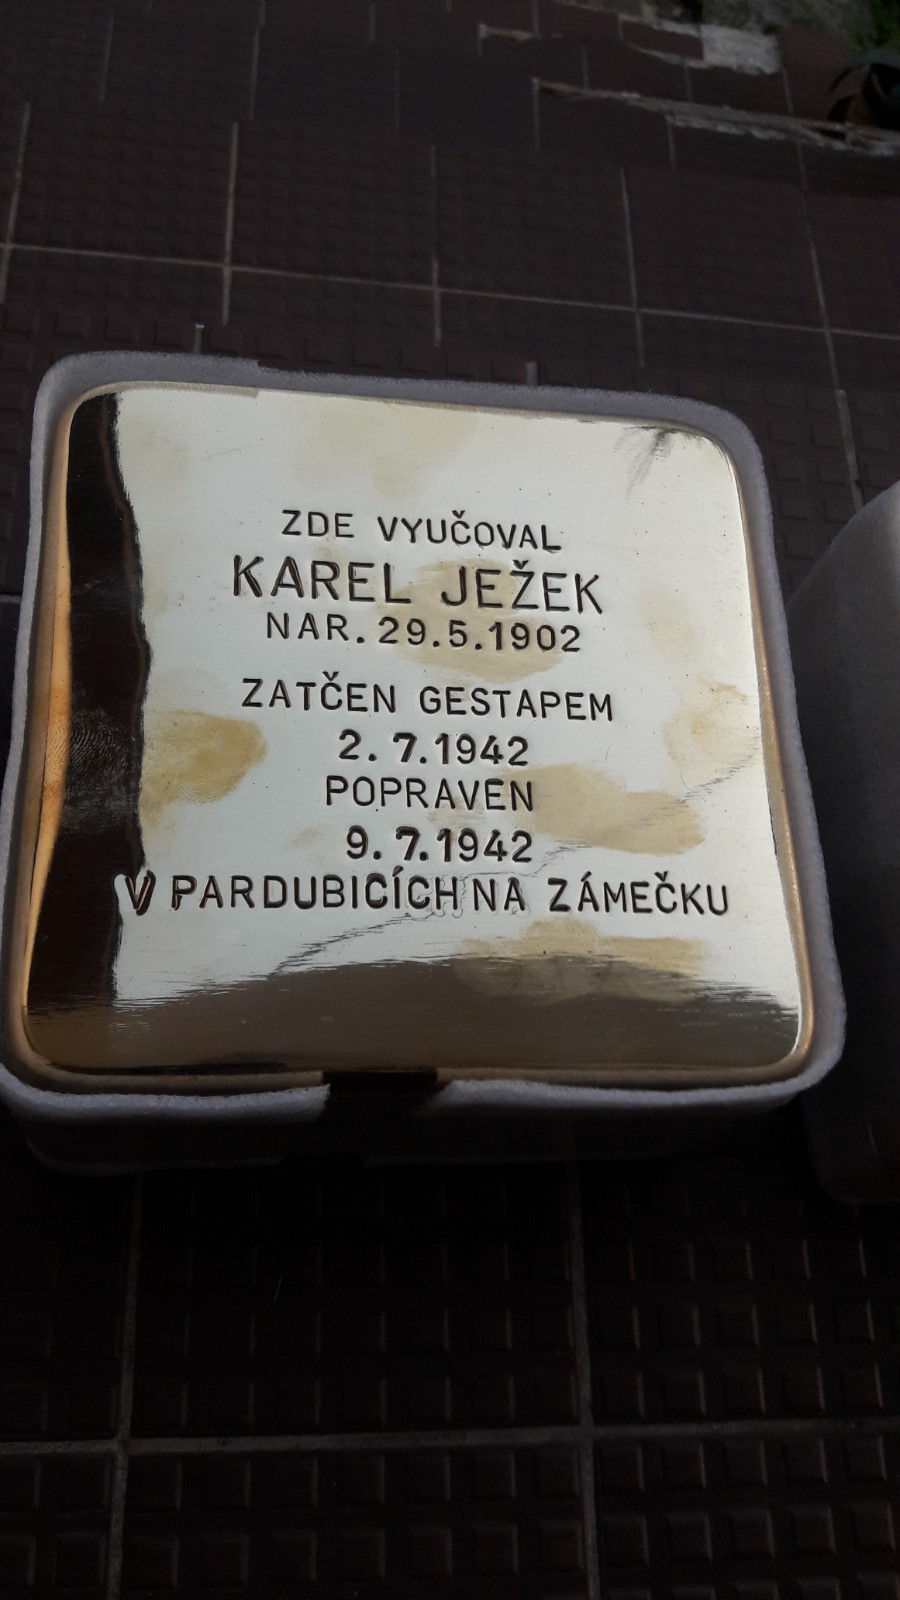 ZDE VYUČOVAL
KAREL JEŽEK
NAR. 29.5.1902
ZATČEN GESTAPEM
2. 7.1942
POPRAVEN
9. 7.1942
V PARDUBICÍCH NA ZÁMEČKU